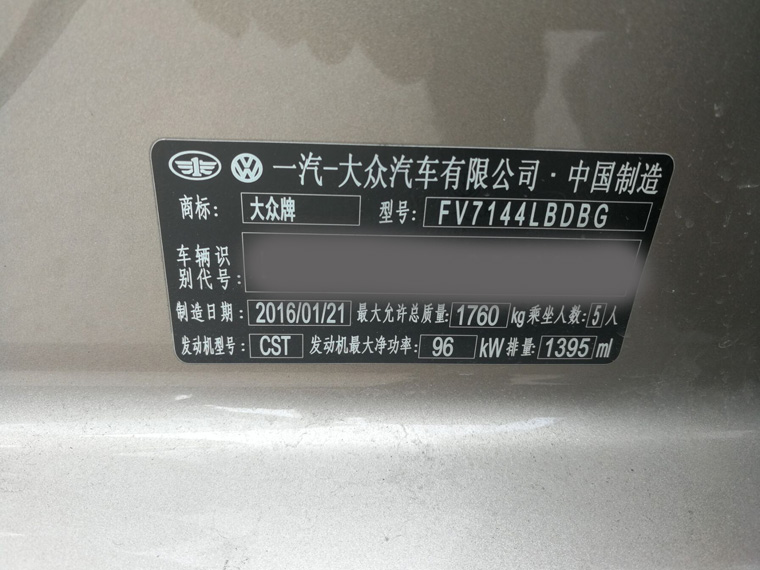 一汽-大众汽车有限公司·中国制造
商标: 大众牌 型号: FV7144LBDBG
车辆识
别代号:
制造日期: 2016/01/21 最大允许总质量: 1760 kg 乘坐人数: 5 人
发动机型号: CST 发动机最大净功率: 96 kW 排量: 1395 ml